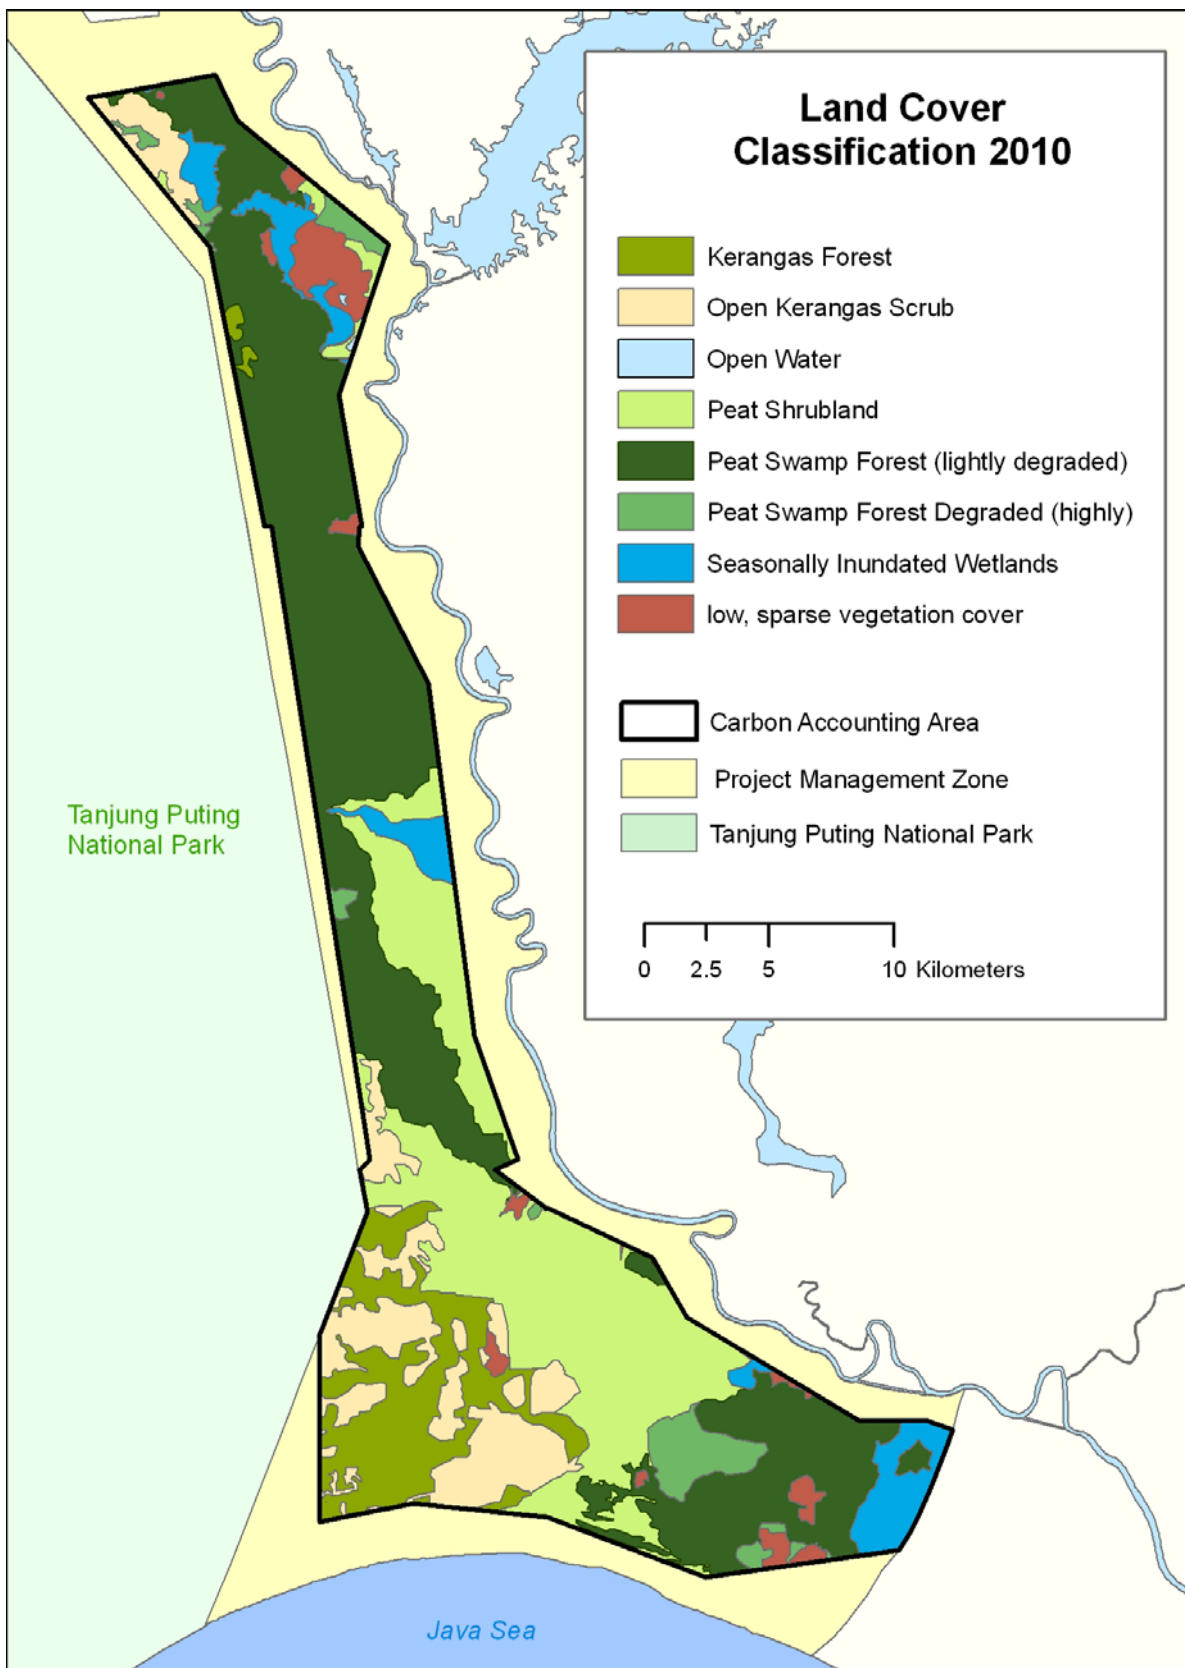 Land Cover
Classification 2010
Kerangas Forest
Open Kerangas Scrub
Open Water
Peat Shrubland
Peat Swamp Forest (lightly degraded)
Peat Swamp Forest Degraded (highly)
Seasonally Inundated Wetlands
low, sparse vegetation cover
Carbon Accounting Area
Project Management Zone
Tanjung Puting National Park
0 2.5 5 10 Kilometers
Tanjung Puting
National Park
Java Sea